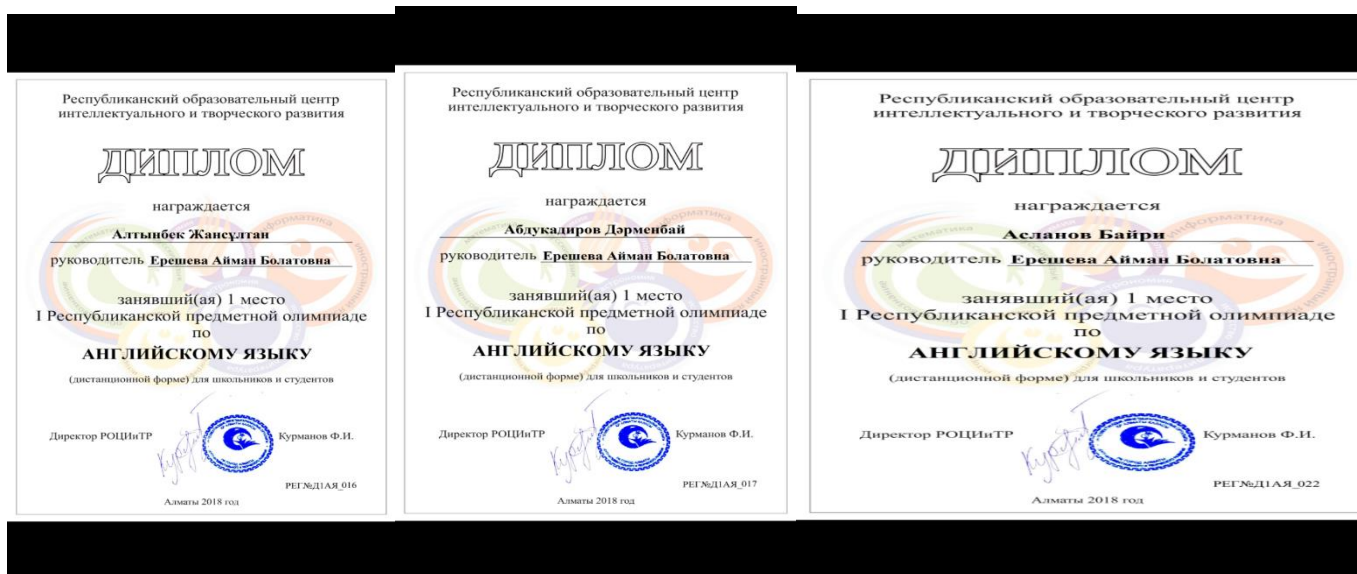 Республиканский образовательный центр
интеллектуального и творческого развития
ДИПЛОМ
награждается
Алтынбек Жансұлтан
руководитель Ерешева Айман Болатовна
занявший(ая) 1 место
I Республиканской предметной олимпиаде
по
АНГЛИЙСКОМУ ЯЗЫКУ
(дистанционной форме) для школьников и студентов
Директор РОЦИиТР Курманов Ф.И.
РЕГ№Д1АЯ_016
Алматы 2018 год
Республиканский образовательный центр
интеллектуального и творческого развития
ДИПЛОМ
награждается
Абдукадиров Дәрменбай
руководитель Ерешева Айман Болатовна
занявший(ая) 1 место
I Республиканской предметной олимпиаде
по
АНГЛИЙСКОМУ ЯЗЫКУ
(дистанционной форме) для школьников и студентов
Директор РОЦИиТР Курманов Ф.И.
РЕГ№Д1АЯ_017
Алматы 2018 год
Республиканский образовательный центр
интеллектуального и творческого развития
ДИПЛОМ
награждается
Асланов Байри
руководитель Ерешева Айман Болатовна
занявший(ая) 1 место
I Республиканской предметной олимпиаде
по
АНГЛИЙСКОМУ ЯЗЫКУ
(дистанционной форме) для школьников и студентов
Директор РОЦИиТР Курманов Ф.И.
РЕГ№Д1АЯ_022
Алматы 2018 год